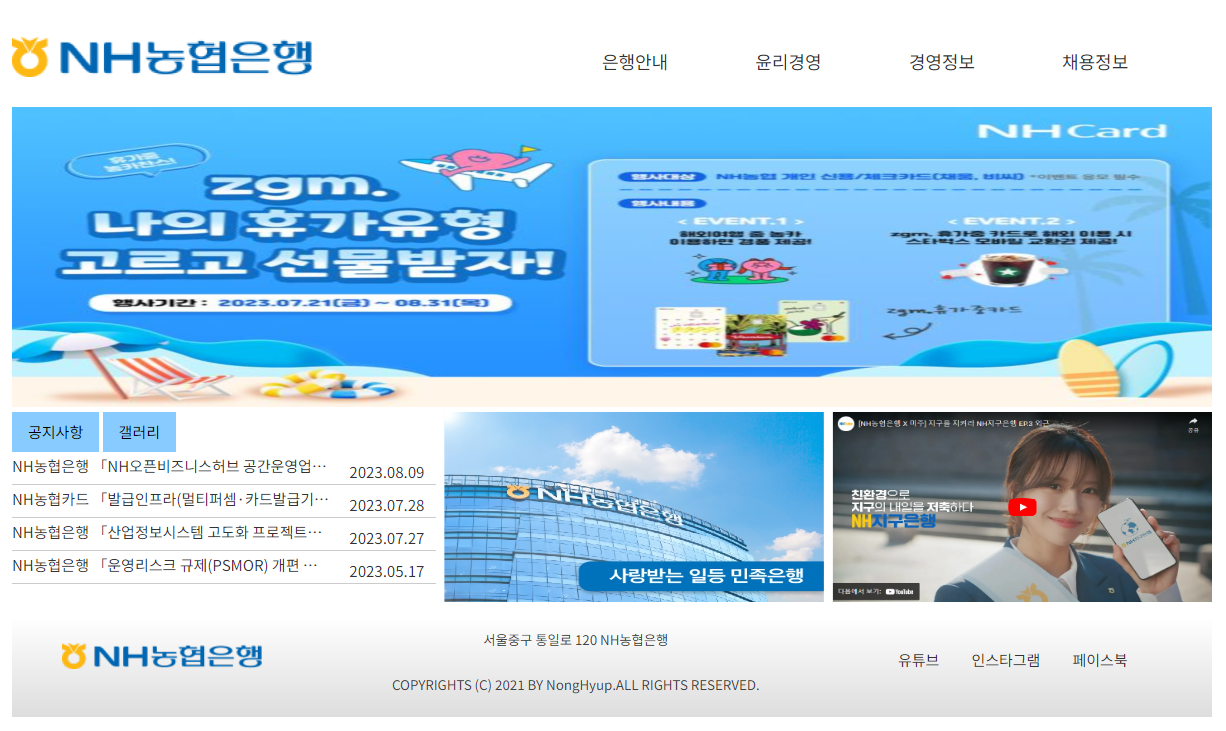 NH농협은행
은행안내 윤리경영 경영정보 채용정보
NH Card
휴가중
놀카찬스!
zgm.
나의 휴가유형
고르고 선물받자!
행사기간 : 2023.07.21(금) ~ 08.31(목)
행사대상 NH농협 개인 신용/체크카드(채움, 비씨) *이벤트 응모 필수
행사내용
< EVENT.1 >
해외여행 중 농카
이용하면 경품 제공!
< EVENT.2 >
zgm. 휴가중 카드로 해외 이용 시
스타벅스 모바일 교환권 제공!
zgm.휴가중카드
공지사항 갤러리
NH농협은행 「NH오픈비즈니스허브 공간운영업… 2023.08.09
NH농협카드 「발급인프라(멀티퍼셈·카드발급기… 2023.07.28
NH농협은행 「산업정보시스템 고도화 프로젝트… 2023.07.27
NH농협은행 「운영리스크 규제(PSMOR) 개편 … 2023.05.17
NH농협은행
사랑받는 일등 민족은행
[NH농협은행 X 미주] 지구를 지키리 NH지구은행 EP.3 외근
공유
친환경으로
지구의 내일을 저축하다
NH지구은행
다음에서 보기: YouTube
NH농협은행
서울중구 통일로 120 NH농협은행
COPYRIGHTS (C) 2021 BY NongHyup.ALL RIGHTS RESERVED.
유튜브 인스타그램 페이스북